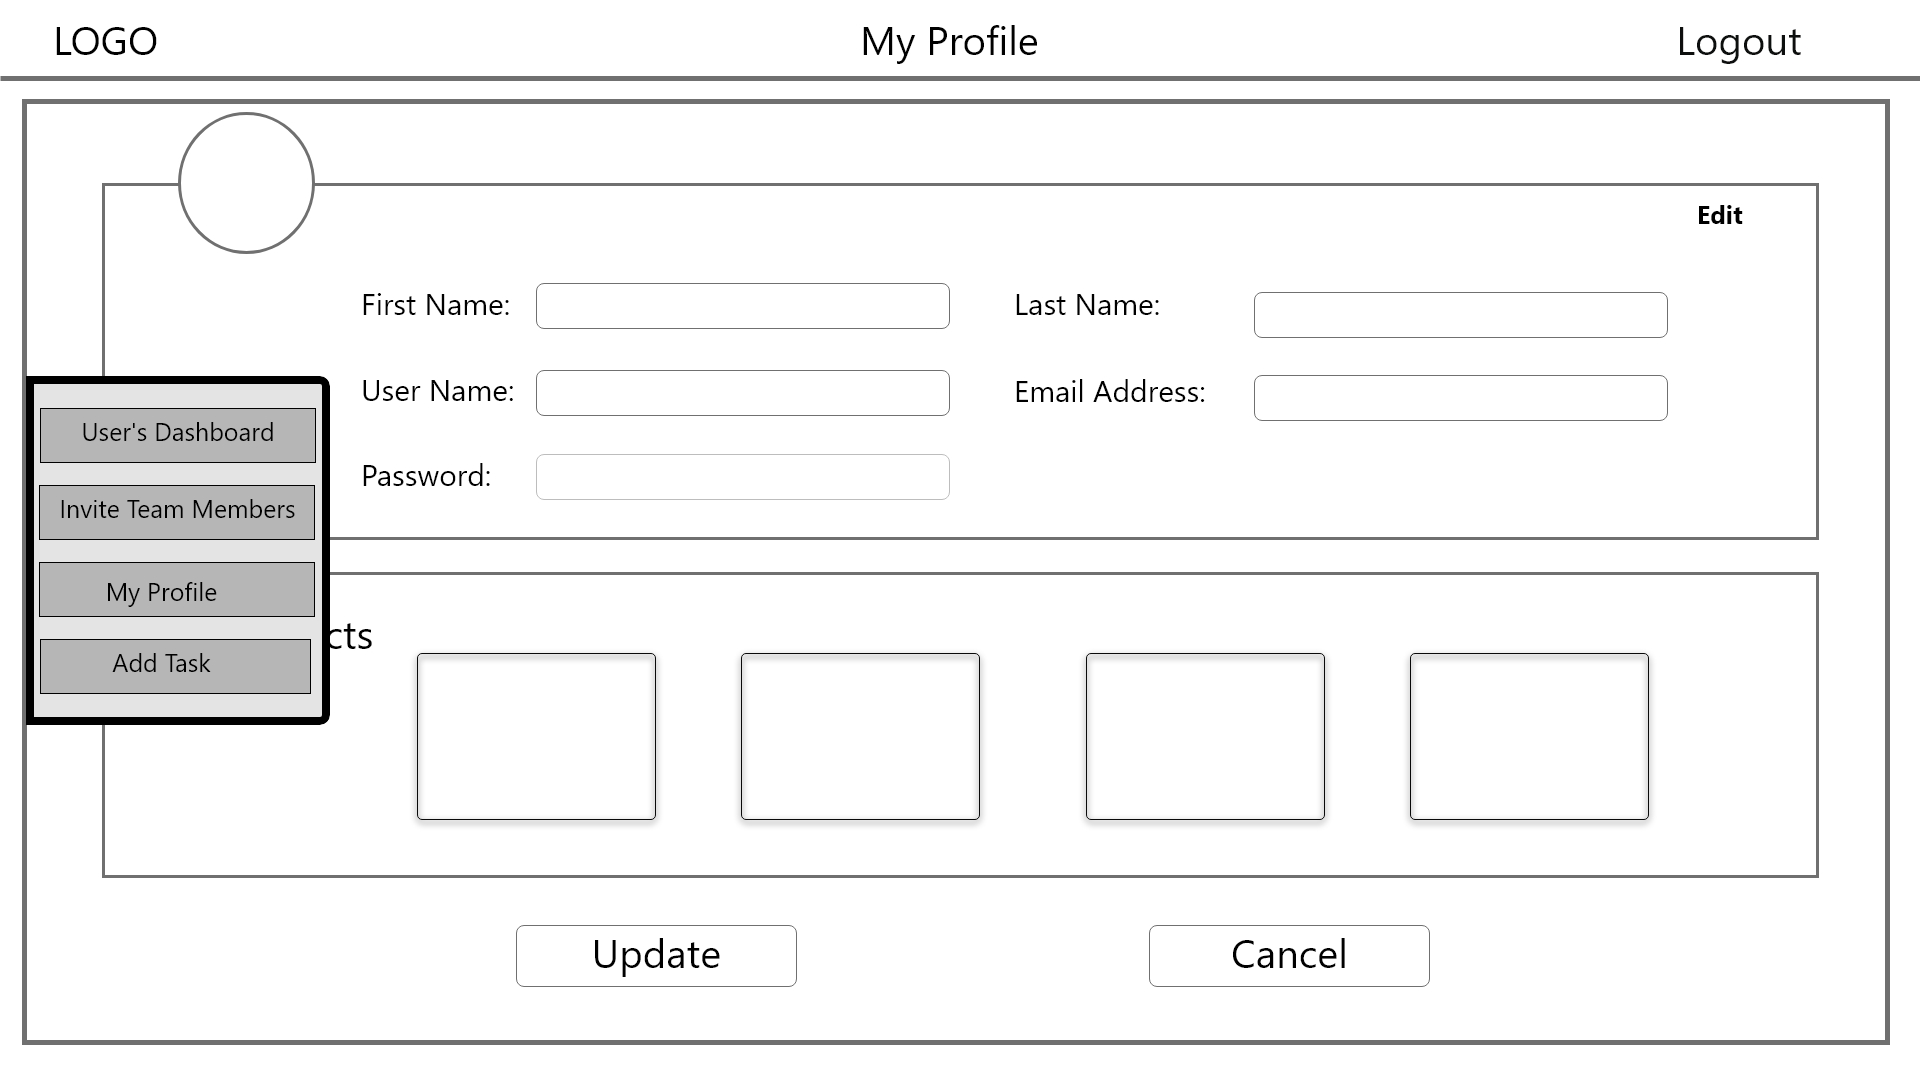 LOGO
My Profile
Logout
Edit
First Name:
Last Name:
User Name:
Email Address:
Password:
User's Dashboard
Invite Team Members
My Profile
Add Task
cts
Update
Cancel